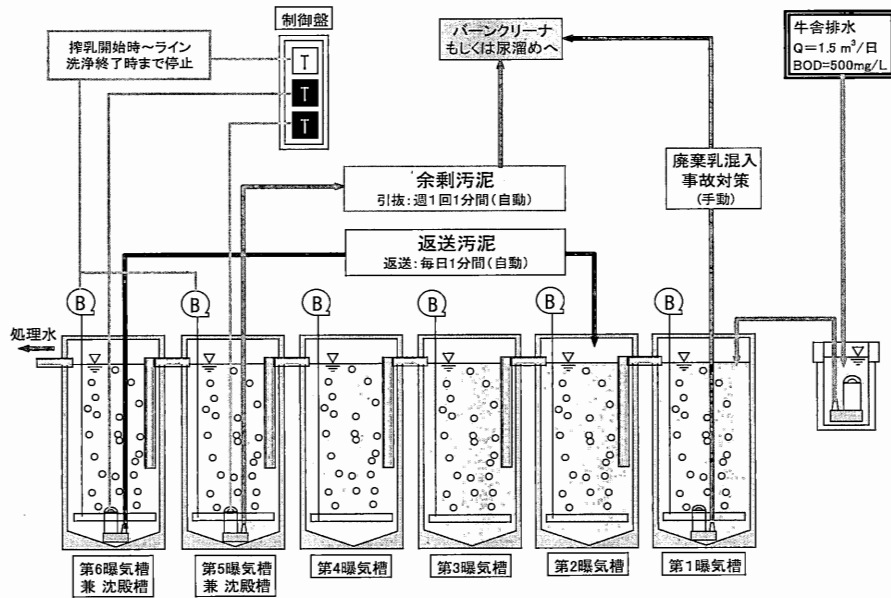 制御盤
搾乳開始時～ライン
洗浄終了時まで停止
T
T
T
バーンクリーナ
もしくは尿溜めへ
牛舎排水
Q＝1.5 m³/日
BOD=500mg/L
余剰汚泥
引抜：週1回1分間(自動)
廃棄乳混入
事故対策
(手動)
返送汚泥
返送：毎日1分間(自動)
B
B
B
B
B
B
処理水
第6曝気槽
兼 沈殿槽
第5曝気槽
兼 沈殿槽
第4曝気槽
第3曝気槽
第2曝気槽
第1曝気槽